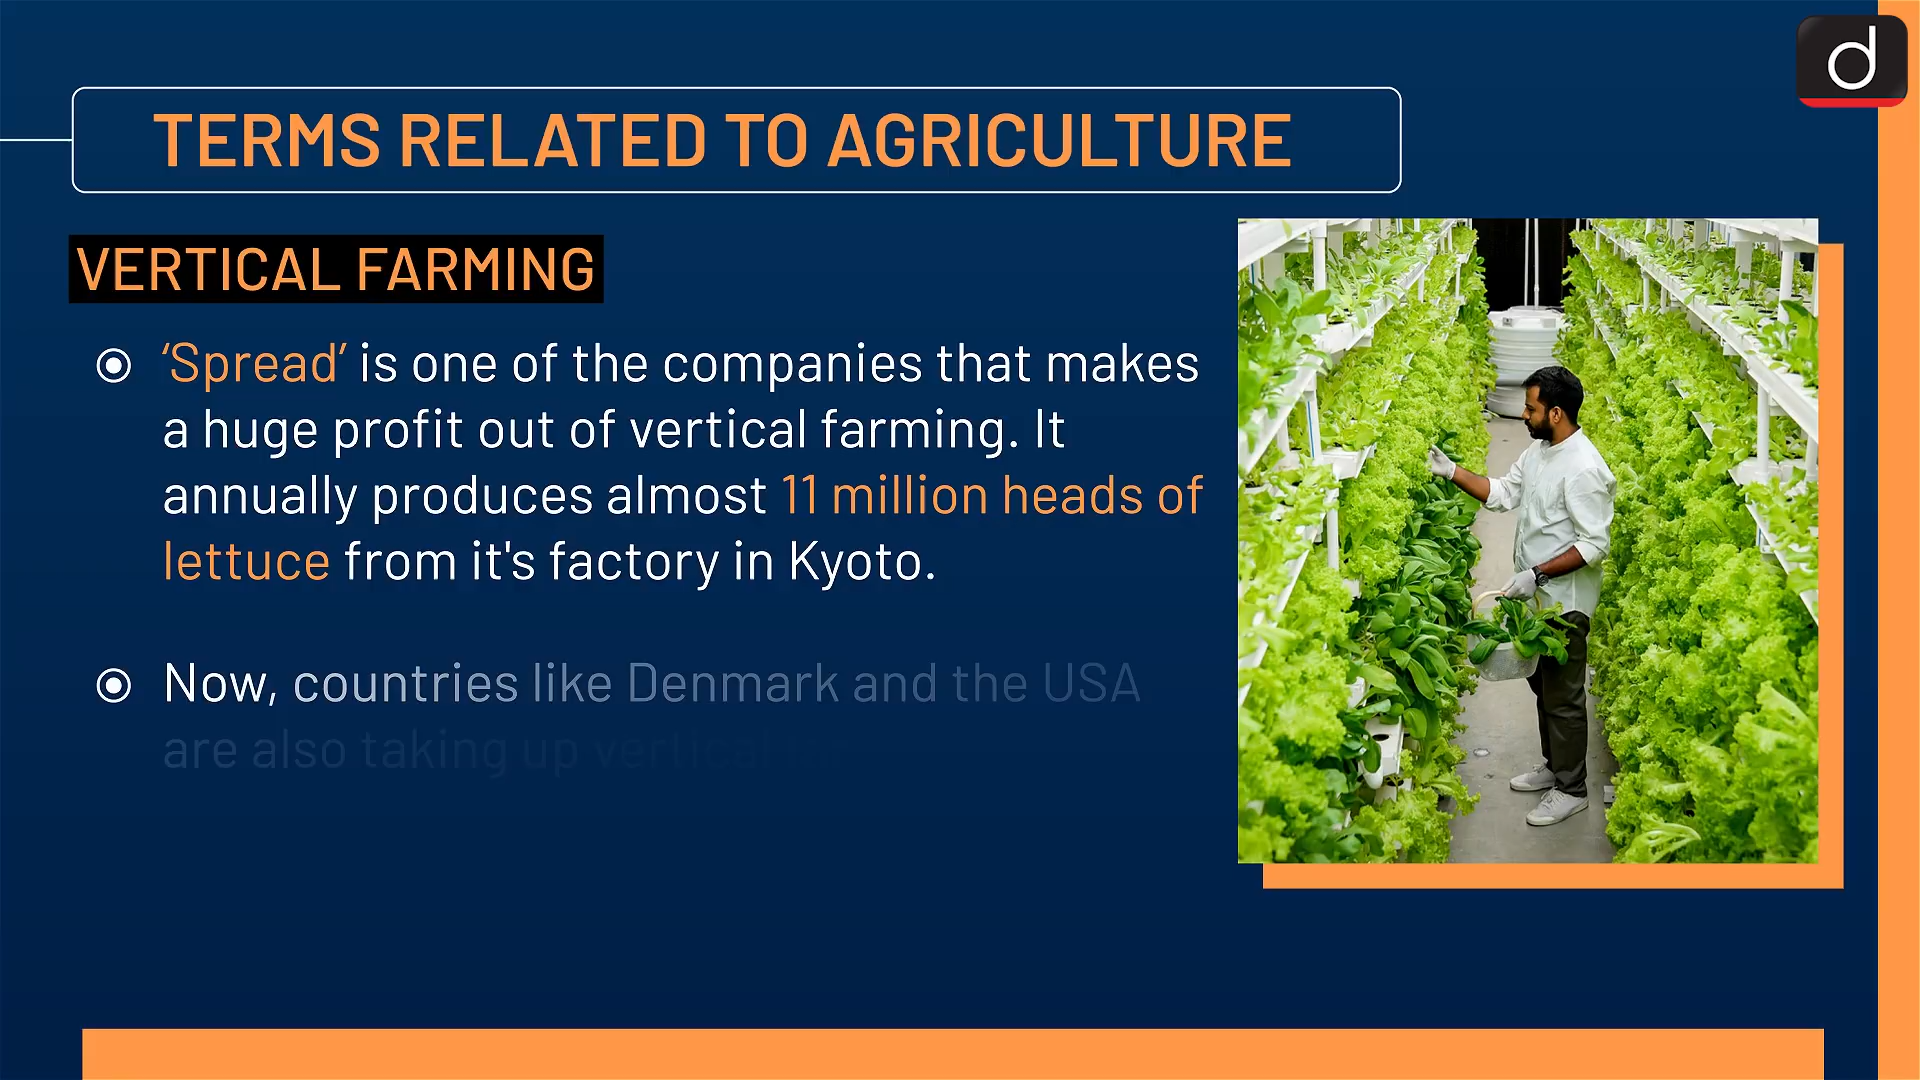 d
TERMS RELATED TO AGRICULTURE
VERTICAL FARMING
‘Spread’ is one of the companies that makes
a huge profit out of vertical farming. It
annually produces almost 11 million heads of
lettuce from it's factory in Kyoto.
Now, countries like Denmark and the USA
are also taking up vertical